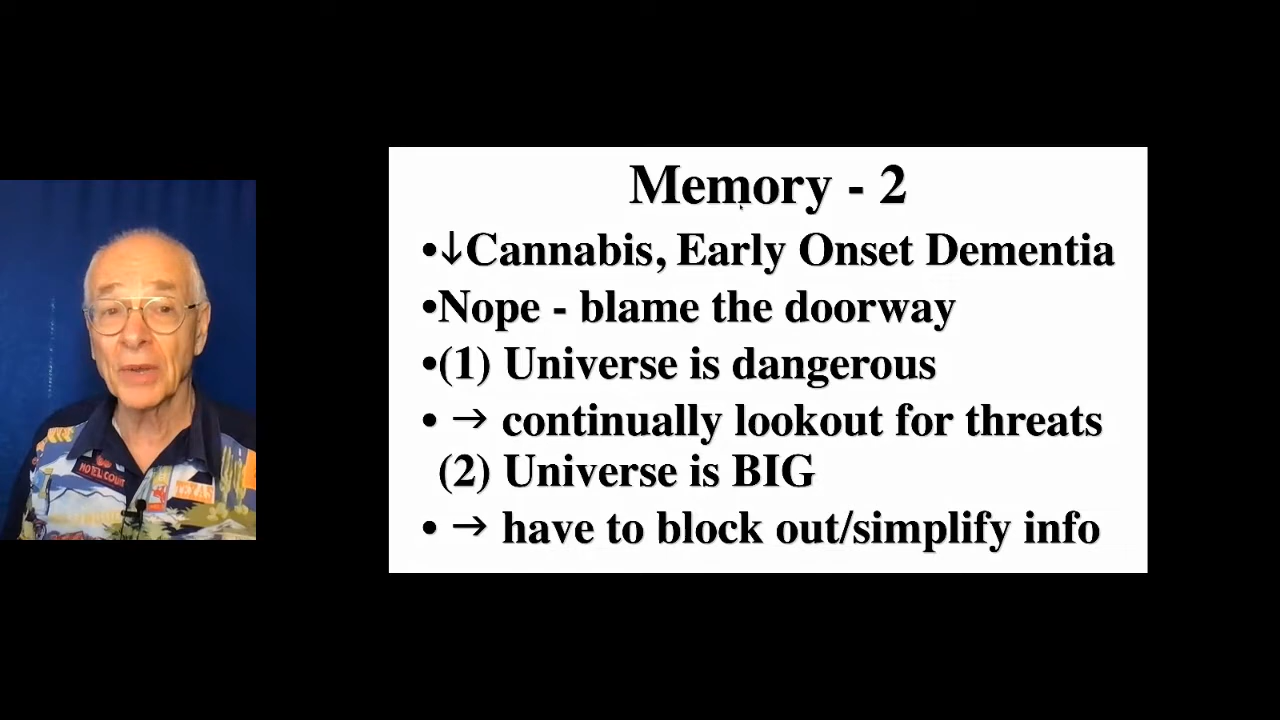 Memory - 2
•↓Cannabis, Early Onset Dementia
•Nope - blame the doorway
•(1) Universe is dangerous
• → continually lookout for threats
(2) Universe is BIG
• → have to block out/simplify info